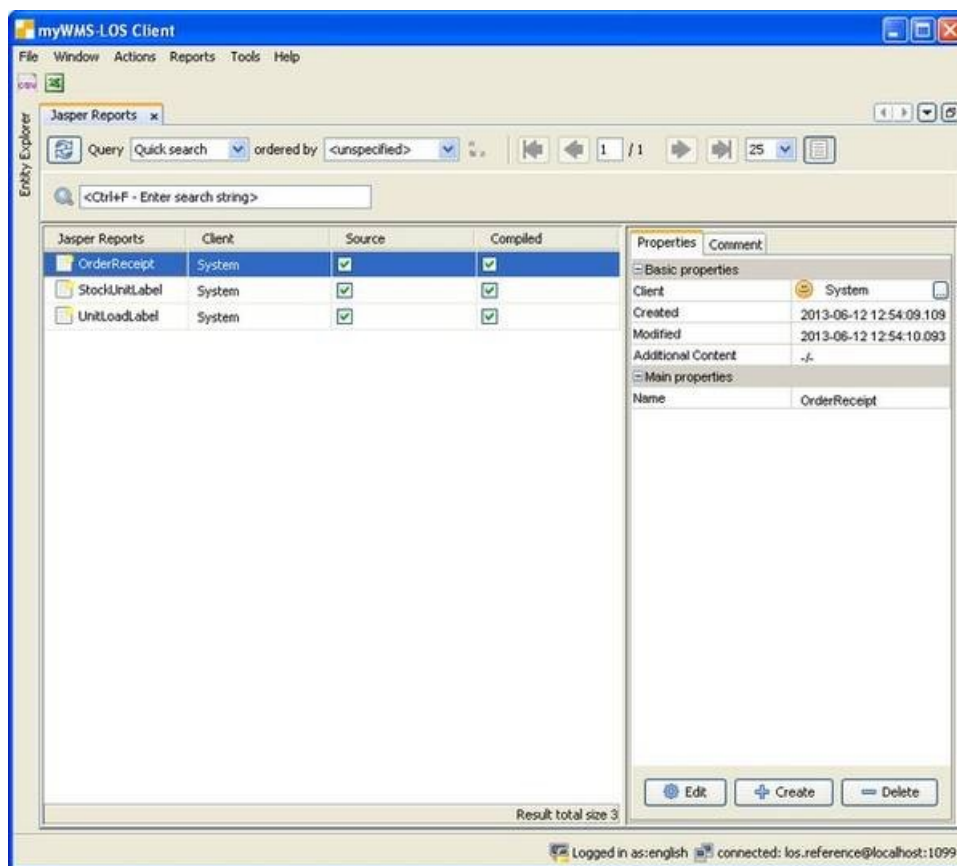 myWMS-LOS Client
File Window Actions Reports Tools Help
CSV
Entity Explorer
Jasper Reports x
Query Quick search ordered by <unspecified> 1 / 1 25
<Ctrl+F - Enter search string>
Jasper Reports Client Source Compiled
OrderReceipt System
StockUnitLabel System
UnitLoadLabel System
Properties Comment
Basic properties
Client System
Created 2013-06-12 12:54:09.109
Modified 2013-06-12 12:54:10.093
Additional Content -/-
Main properties
Name OrderReceipt
Edit Create Delete
Result total size 3
Logged in as:english connected: los.reference@localhost:1099